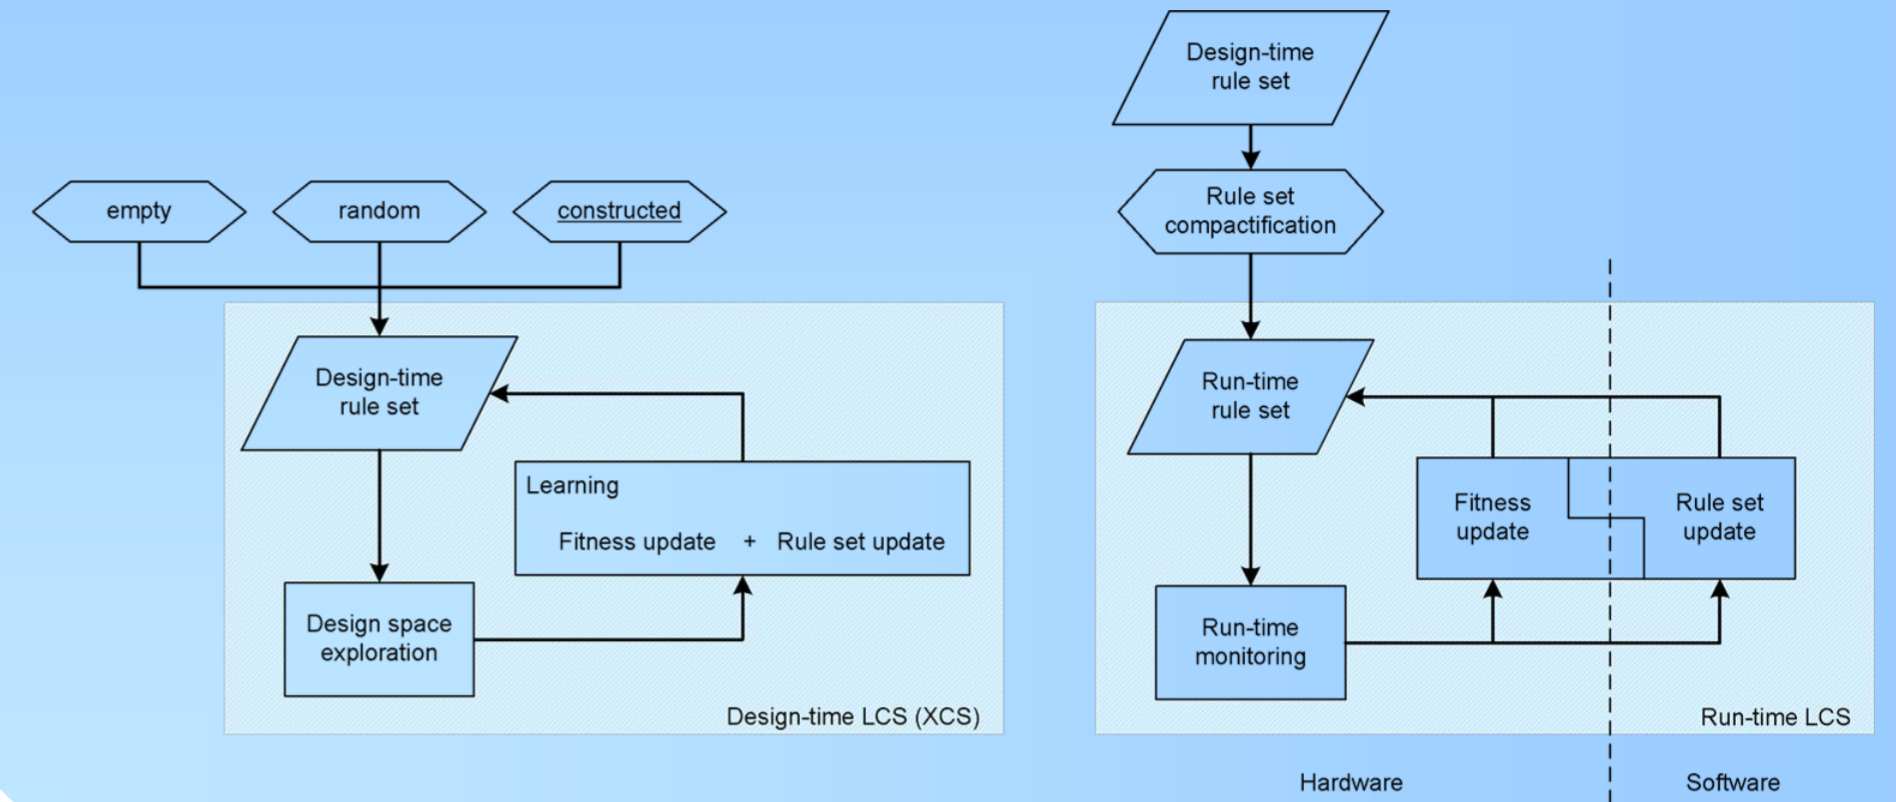 empty
random
constructed
Design-time
rule set
Learning
Fitness update + Rule set update
Design space
exploration
Design-time LCS (XCS)
Design-time
rule set
Rule set
compactification
Run-time
rule set
Fitness
update
Rule set
update
Run-time
monitoring
Run-time LCS
Hardware
Software